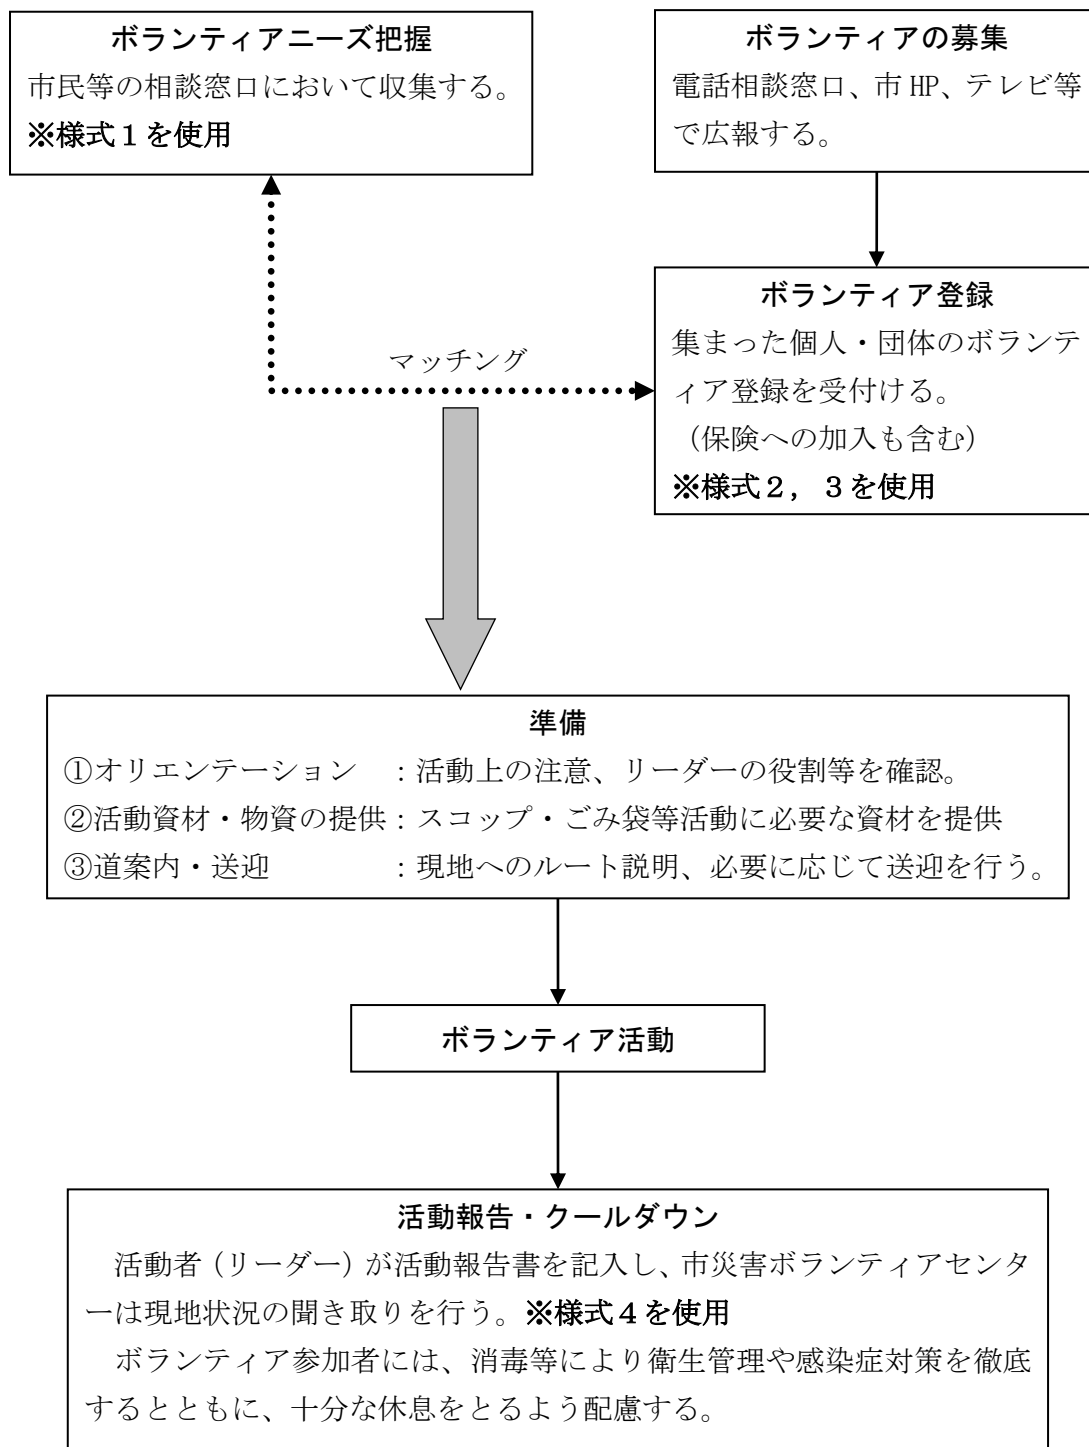 ボランティアニーズ把握
市民等の相談窓口において収集する。
※様式１を使用
ボランティアの募集
電話相談窓口、市 HP、テレビ等
で広報する。
ボランティア登録
集まった個人・団体のボランテ
ィア登録を受付ける。
（保険への加入も含む）
※様式２，３を使用
マッチング
準備
①オリエンテーション　：活動上の注意、リーダーの役割等を確認。
②活動資材・物資の提供：スコップ・ごみ袋等活動に必要な資材を提供
③道案内・送迎　　　　：現地へのルート説明、必要に応じて送迎を行う。
ボランティア活動
活動報告・クールダウン
　活動者（リーダー）が活動報告書を記入し、市災害ボランティアセンタ
ーは現地状況の聞き取りを行う。※様式４を使用
　ボランティア参加者には、消毒等により衛生管理や感染症対策を徹底
するとともに、十分な休息をとるよう配慮する。